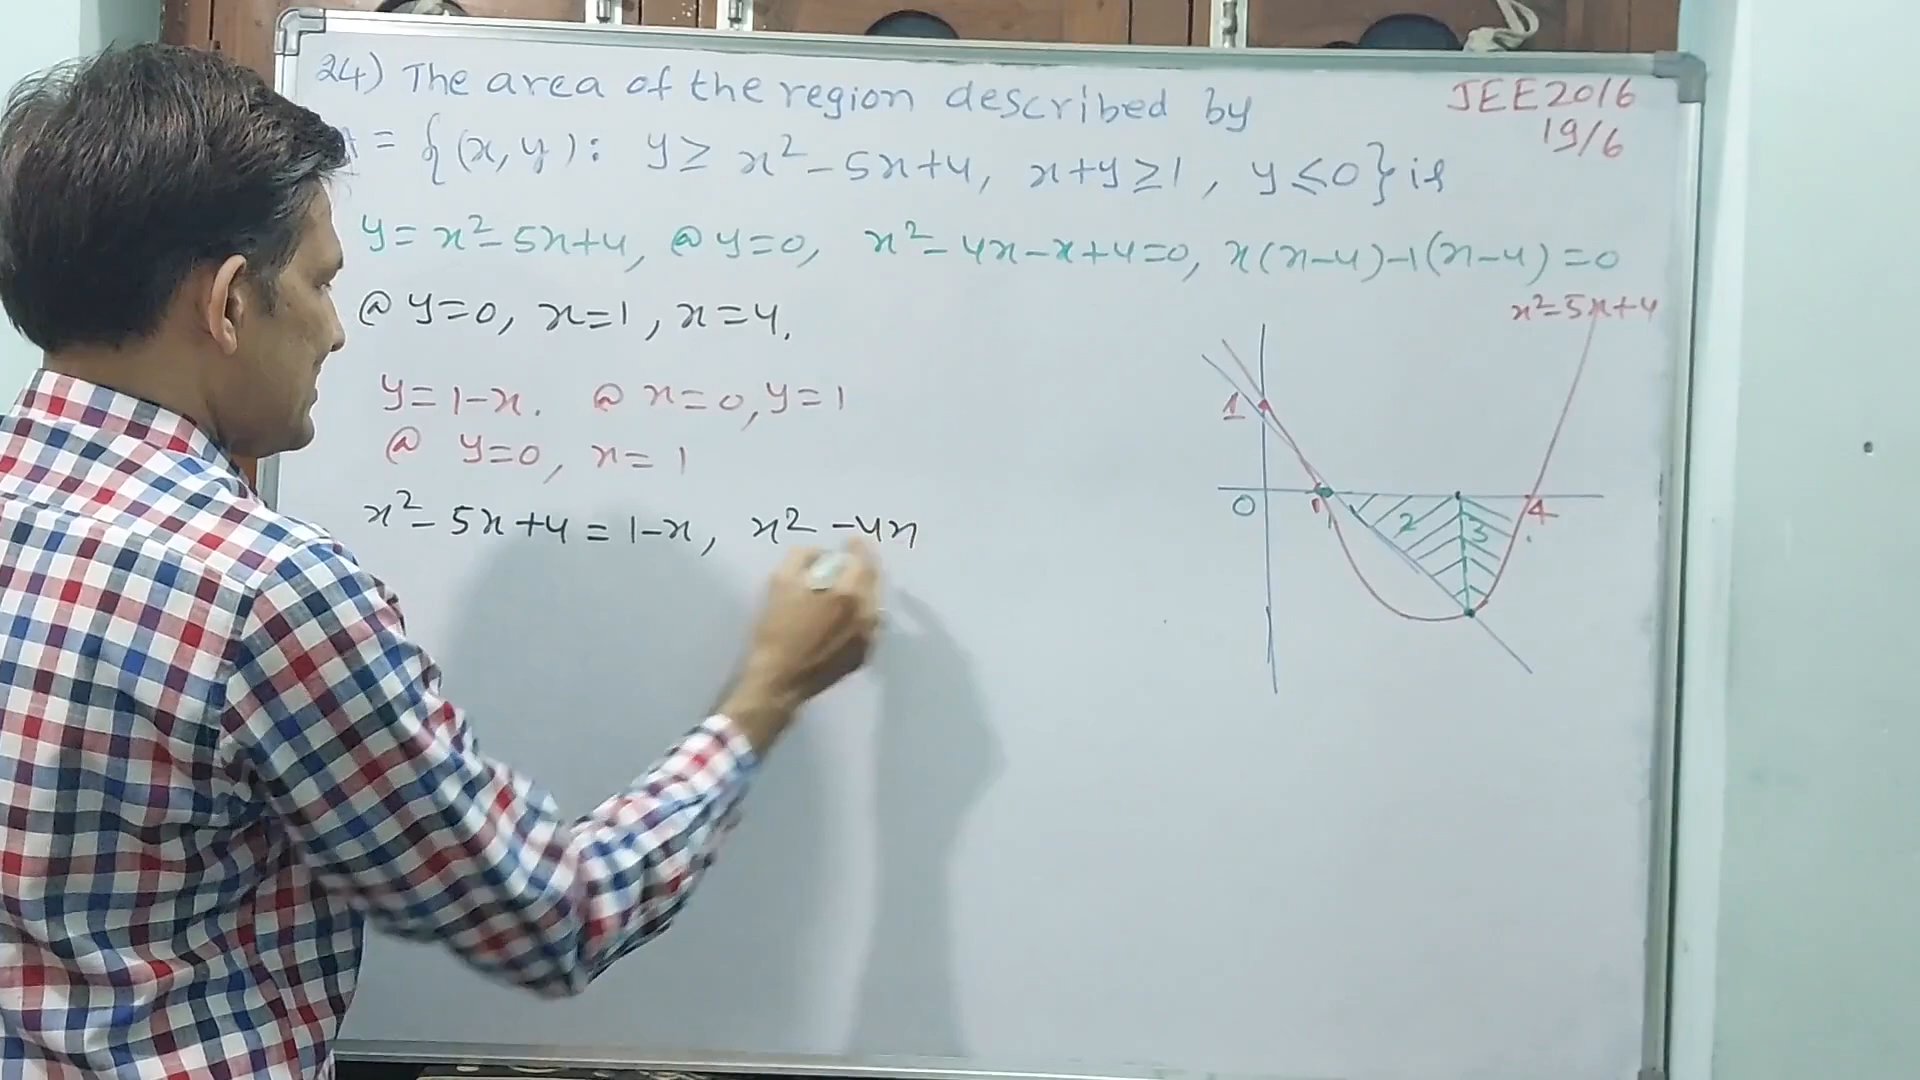 24) The area of the region described by
JEE2016
19/6
= {(x, y): y ≥ x² - 5x+4, x+y ≥ 1, y ≤ 0} is
y = x² - 5x+4, @ y=0, x² - 4x - x+4=0, x(x-4)-1(x-4) = 0
@ y=0, x=1, x=4.
x² - 5x+4
y = 1-x. @ x=0, y=1
@ y=0, x=1
x² - 5x+4 = 1-x, x² - 4x
1
0 1 2 3 4